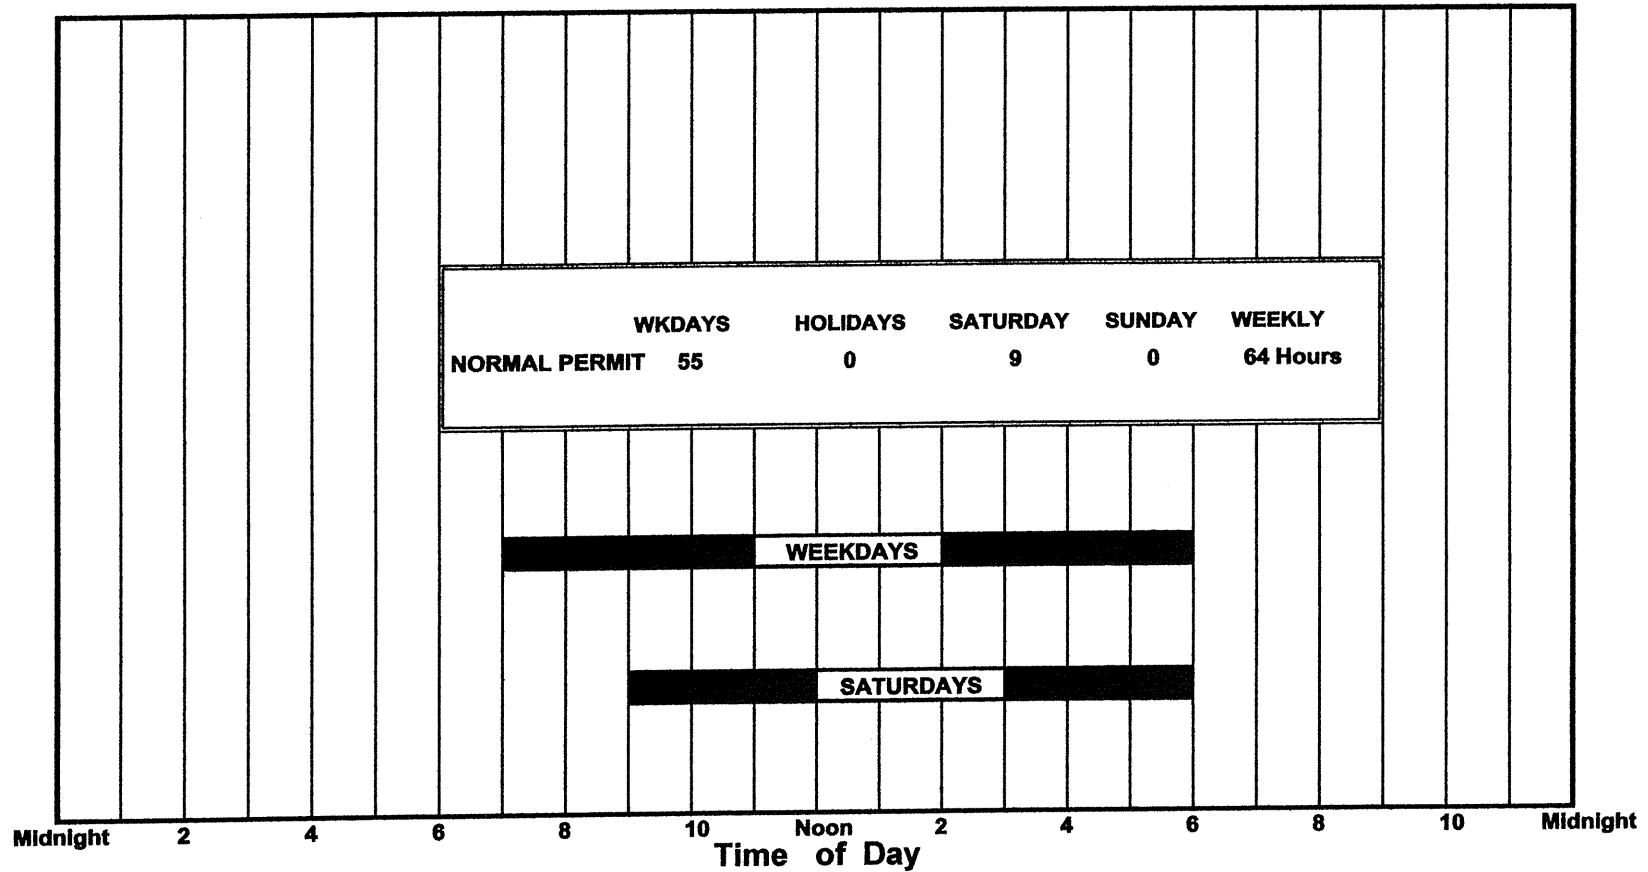 WKDAYS HOLIDAYS SATURDAY SUNDAY WEEKLY
NORMAL PERMIT 55 0 9 0 64 Hours
WEEKDAYS
SATURDAYS
Midnight 2 4 6 8 10 Noon 2 4 6 8 10 Midnight
Time of Day